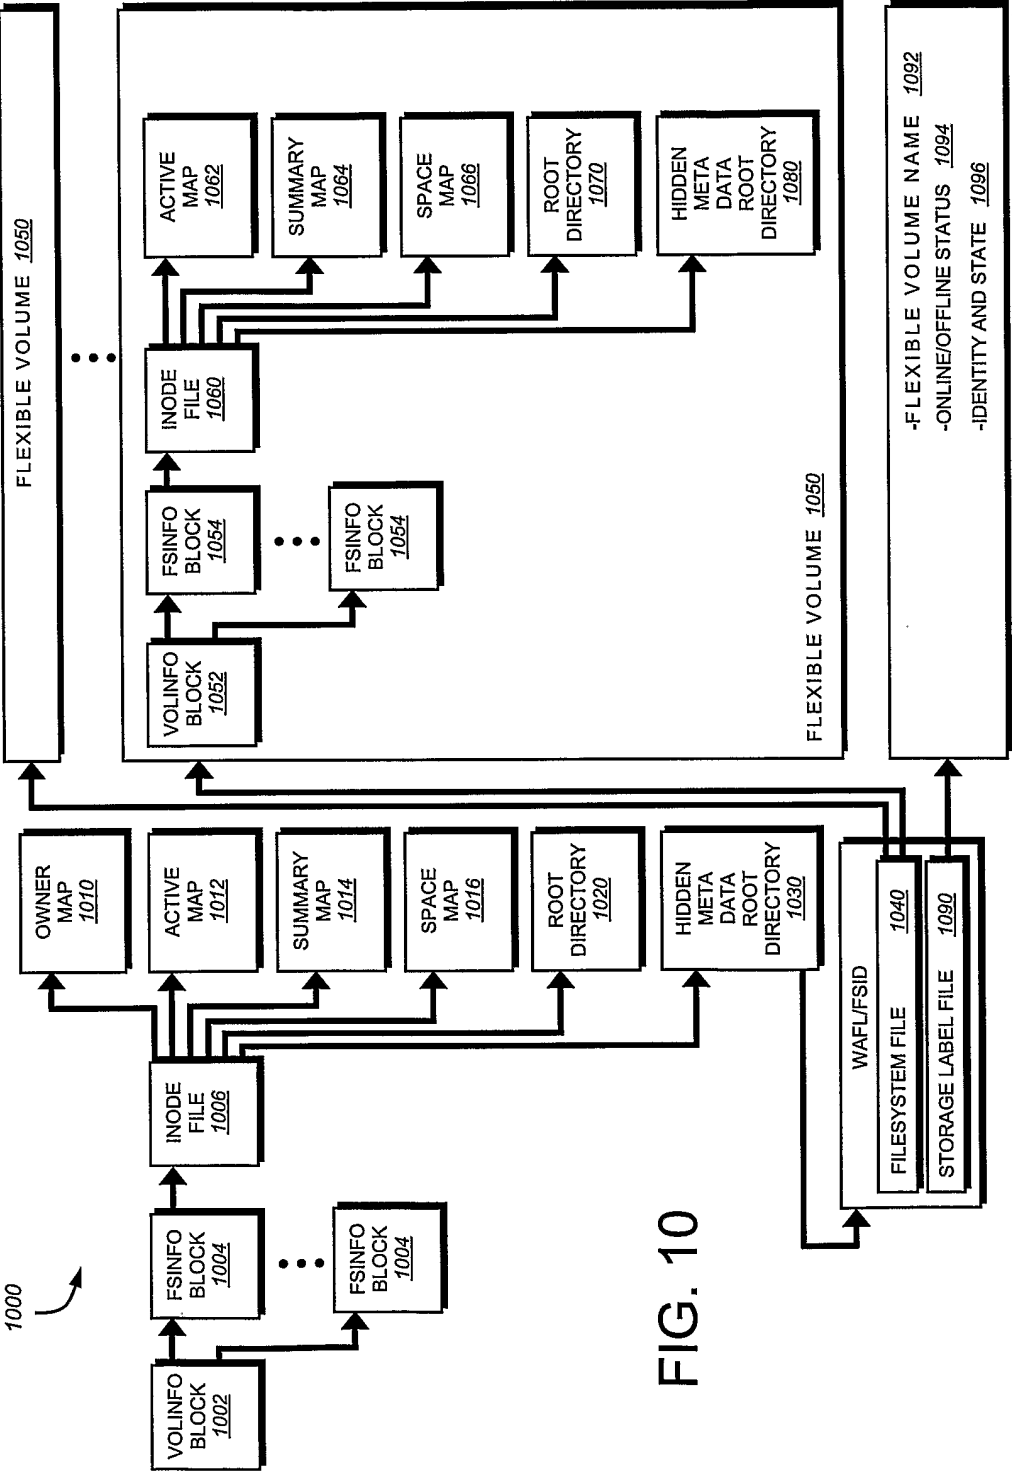 1000
VOLINFO
BLOCK
1002
FSINFO
BLOCK
1004
FSINFO
BLOCK
1004
INODE
FILE
1006
OWNER
MAP
1010
ACTIVE
MAP
1012
SUMMARY
MAP
1014
SPACE
MAP
1016
ROOT
DIRECTORY
1020
HIDDEN
META
DATA
ROOT
DIRECTORY
1030
WAFL/FSID
FILESYSTEM FILE 1040
STORAGE LABEL FILE 1090
FLEXIBLE VOLUME 1050
VOLINFO
BLOCK
1052
FSINFO
BLOCK
1054
FSINFO
BLOCK
1054
INODE
FILE
1060
ACTIVE
MAP
1062
SUMMARY
MAP
1064
SPACE
MAP
1066
ROOT
DIRECTORY
1070
HIDDEN
META
DATA
ROOT
DIRECTORY
1080
FLEXIBLE VOLUME 1050
-FLEXIBLE VOLUME NAME 1092
-ONLINE/OFFLINE STATUS 1094
-IDENTITY AND STATE 1096
FIG. 10